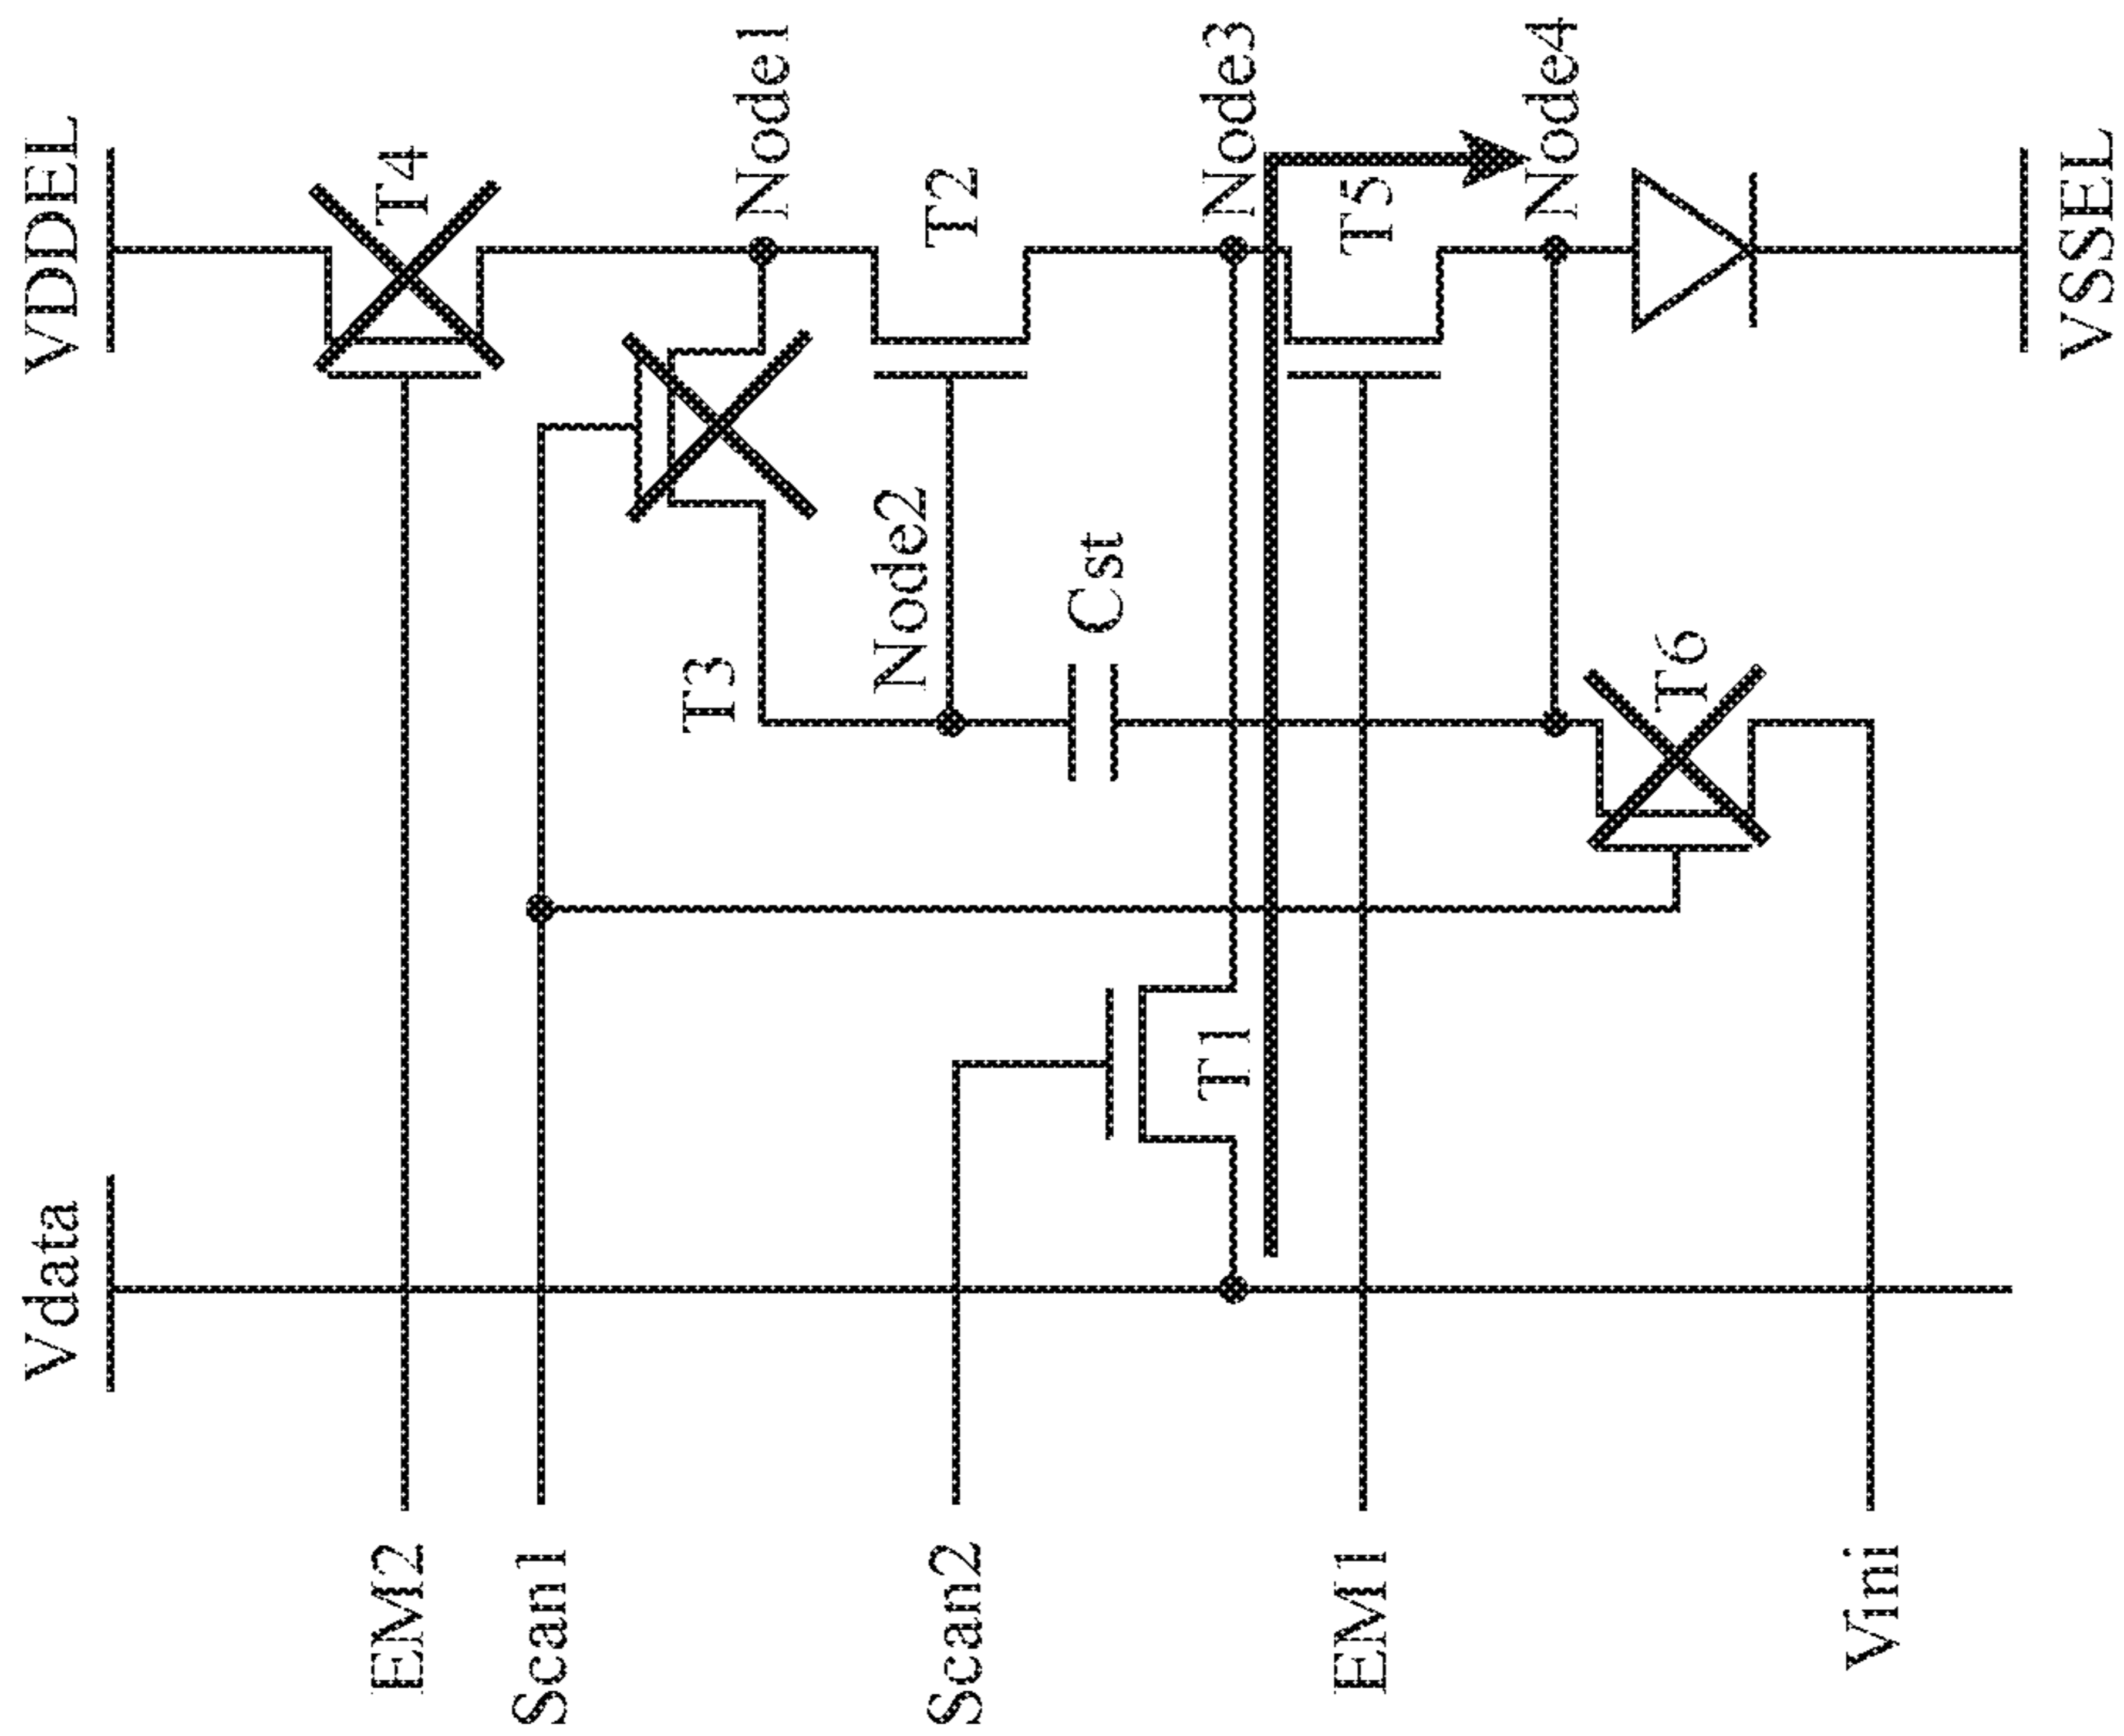 VDDEL
T4
Node1
T2
Node3
T5
Node4
VSSEL
T3
Node2
Cst
T6
T1
Vdata
EM2
Scan1
Scan2
EM1
Vini